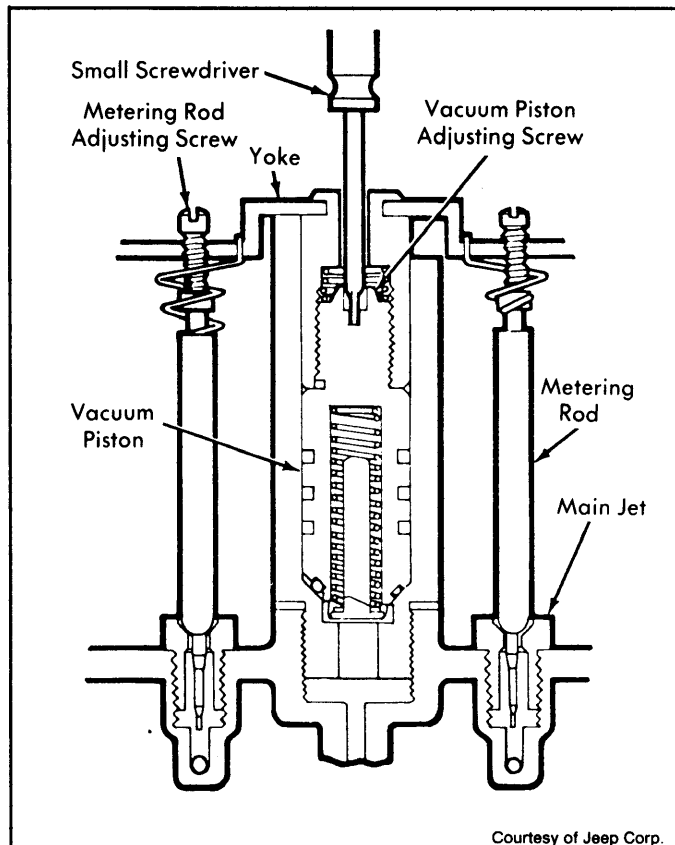 Small Screwdriver
Metering Rod
Adjusting Screw
Yoke
Vacuum Piston
Adjusting Screw
Vacuum
Piston
Metering
Rod
Main Jet
Courtesy of Jeep Corp.